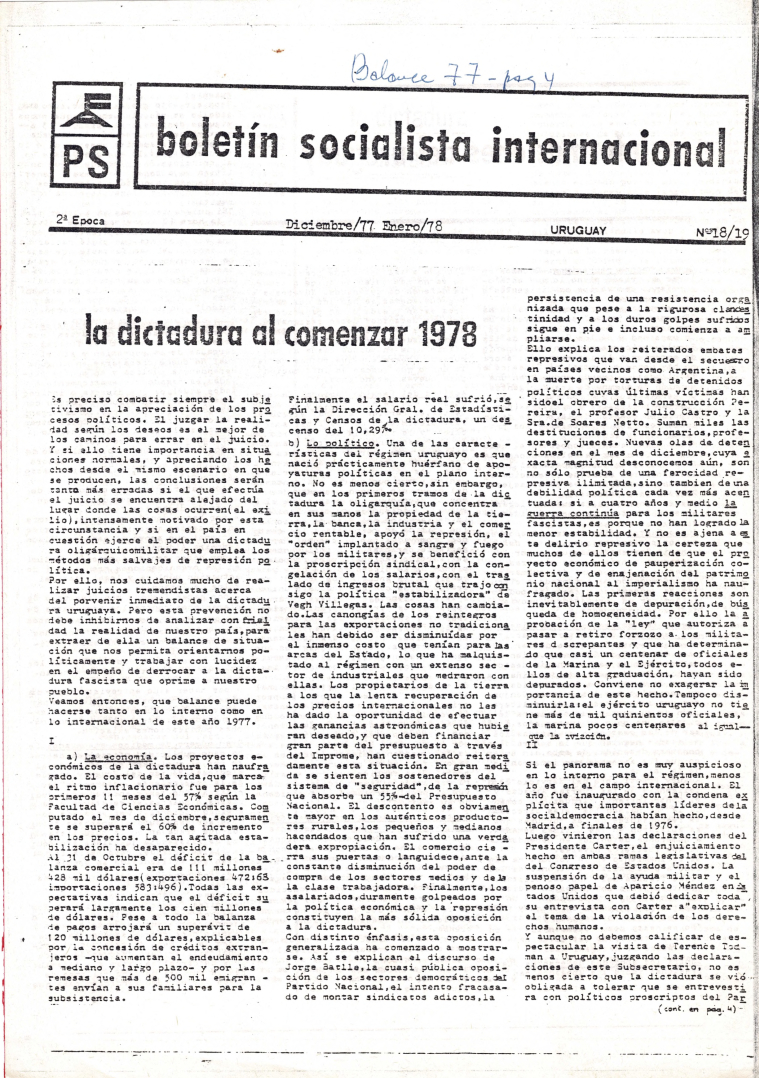 Balance 77 - pag 4
PS
boletín socialista internacional
2ª Epoca
Diciembre/77 Enero/78
URUGUAY
Nº18/19
la dictadura al comenzar 1978
Es preciso combatir siempre el subje
tivismo en la apreciación de los pro
cesos políticos. El juzgar la reali-
dad según los deseos es el mejor de
los caminos para errar en el juicio.
Y si ello tiene importancia en situa
ciones normales, y apreciando los he
chos desde el mismo escenario en que
se producen, las conclusiones serán
tanto más erradas si el que efectúa
el juicio se encuentra alejado del
lugar donde las cosas ocurren(el exi
lio),intensamente motivado por esta
circunstancia y si en el país en
cuestión ejerce el poder una dictadu
ra oligárquicomilitar que emplea los
métodos más salvajes de represión po
lítica.
Por ello, nos cuidamos mucho de rea-
lizar juicios tremendistas acerca
del porvenir inmediato de la dictadu
ra uruguaya. Pero esta prevención no
debe inhibirnos de analizar con frial
dad la realidad de nuestro país,para
extraer de ella un balance de situa-
ción que nos permita orientarnos po-
líticamente y trabajar con lucidez
en el empeño de derrocar a la dicta-
dura fascista que oprime a nuestro
pueblo.
Veamos entonces, que balance puede
hacerse tanto en lo interno como en
lo internacional de este año 1977.
I
a) La economía. Los proyectos e-
conómicos de la dictadura han naufra
gado. El costo de la vida,que marca
el ritmo inflacionario fue para los
primeros 11 meses del 57% según la
Facultad de Ciencias Económicas. Com
putado el mes de diciembre,seguramen
te se superará el 60% de incremento
en los precios. La tan agitada esta-
bilización ha desaparecido.
Al 31 de Octubre el déficit de la ba
lanza comercial era de 111 millones
428 mil dólares(exportaciones 472168
importaciones 583:496).Todas las ex-
pectativas indican que el déficit su
perará largamente los cien millones
de dólares. Pese a todo la balanza
de pagos arrojará un superávit de
120 millones de dólares,explicables
por la concesión de créditos extran-
jeros -que aumentan el endeudamiento
a mediano y largo plazo- y por las
remesas que más de 500 mil emigran -
tes envían a sus familiares para la
subsistencia.
Finalmente el salario real sufrió,se
gún la Dirección Gral. de Estadísti-
cas y Censos de la dictadura, un des
censo del 10,29%
b) Lo político. Una de las caracte -
rísticas del régimen uruguayo es que
nació prácticamente huérfano de apo-
yaturas políticas en el plano inter-
no. No es menos cierto,sin embargo,
que en los primeros tramos de la dic
tadura la oligarquía,que concentra
en sus manos la propiedad de la tie-
rra,la banca,la industria y el comer
cio rentable, apoyó la represión, el
"orden" implantado a sangre y fuego
por los militares,y se benefició con
la proscripción sindical,con la con-
gelación de los salarios,con el tras
lado de ingresos brutal que trajo con
sigo la política "estabilizadora" de
Vegh Villegas. Las cosas han cambia-
do.Las canongías de los reintegros
para las exportaciones no tradiciona
les han debido ser disminuídas por
el inmenso costo que tenían para las
arcas del Estado, lo que ha malquis-
tado al régimen con un extenso sec -
tor de industriales que medraron con
ellas. Los propietarios de la tierra
a los que la lenta recuperación de
los precios internacionales no les
ha dado la oportunidad de efectuar
las ganancias astronómicas que hubie
ran deseado,y que deben financiar
gran parte del presupuesto a través
del Improme, han cuestionado reitera
damente esta situación. En gran medi
da se sienten los sostenedores del
sistema de "seguridad",de la represión
que absorbe un 55% del Presupuesto
Nacional. El descontento es obviamen
te mayor en los auténticos producto-
res rurales,los pequeños y medianos
hacendados que han sufrido una verda
dera expropiación. El comercio cie -
rra sus puertas o languidece,ante la
constante disminución del poder de
compra de los sectores medios y de la
la clase trabajadora. Finalmente,los
asalariados,duramente golpeados por
la política económica y la represión
constituyen la más sólida oposición
a la dictadura.
Con distinto énfasis,esta oposición
generalizada ha comenzado a mostrar-
se. Así se explican el discurso de
Jorge Batlle,la cuasi pública oposi-
ción de los sectores democráticos del
Partido Nacional,el intento fracasa-
do de montar sindicatos adictos,la
persistencia de una resistencia orga
nizada que pese a la rigurosa clandes
tinidad y a los duros golpes sufridos
sigue en pie e incluso comienza a am
pliarse.
Ello explica los reiterados embates
represivos que van desde el secuestro
en países vecinos como Argentina,a
la muerte por torturas de detenidos
políticos cuyas últimas víctimas han
sidoel obrero de la construcción Pe-
reira, el profesor Julio Castro y la
Sra.de Soares Netto. Suman miles las
destituciones de funcionarios,profe-
sores y jueces. Nuevas olas de deten
ciones en el mes de diciembre,cuya e
xacta magnitud desconocemos aún, son
no sólo prueba de una ferocidad re-
presiva ilimitada,sino tambien de una
debilidad política cada vez más acen
tuada: si a cuatro años y medio la
guerra continúa para los militares
fascistas,es porque no han logrado la
menor estabilidad. Y no es ajena a es
te delirio represivo la certeza que
muchos de ellos tienen de que el pro
yecto económico de pauperización co-
lectiva y de enajenación del patrimo
nio nacional al imperialismo ha nau-
fragado. Las primeras reacciones son
inevitablemente de depuración,de bús
queda de homogeneidad. Por ello la a
probación de la "ley" que autoriza a
pasar a retiro forzozo a los milita-
res d screpantes y que ha determina-
do que casi un centenar de oficiales
de la Marina y el Ejército,todos e-
llos de alta graduación, hayan sido
depurados. Conviene no exagerar la im
portancia de este hecho.Tempoco dis-
minuirla:el ejército uruguayo no tie
ne más de mil quinientos oficiales,
la marina pocos centenares al igual-
que la aviación.
II
Si el panorama no es muy auspicioso
en lo interno para el régimen,menos
lo es en el campo internacional. El
año fue inaugurado con la condena ex
plícita que importantes líderes dela
socialdemocracia habían hecho,desde
Madrid,a finales de 1976.
Luego vinieron las declaraciones del
Presidente Carter,el enjuiciamiento
hecho en ambas ramas legislativas del
del Congreso de Estados Unidos. La
suspensión de la ayuda militar y el
penoso papel de Aparicio Méndez en Es
tados Unidos que debió dedicar toda
su entrevista con Carter a"explicar"
el tema de la violación de los dere-
chos humanos.
Y aunque no debemos calificar de es-
pectacular la visita de Terence Tod-
man a Uruguay,juzgando las declara-
ciones de este Subsecretario, no es
menos cierto que la dictadura se vió
obligada a tolerar que se entrevesti
ra con políticos proscriptos del Par
(cont. en pág. 4)-